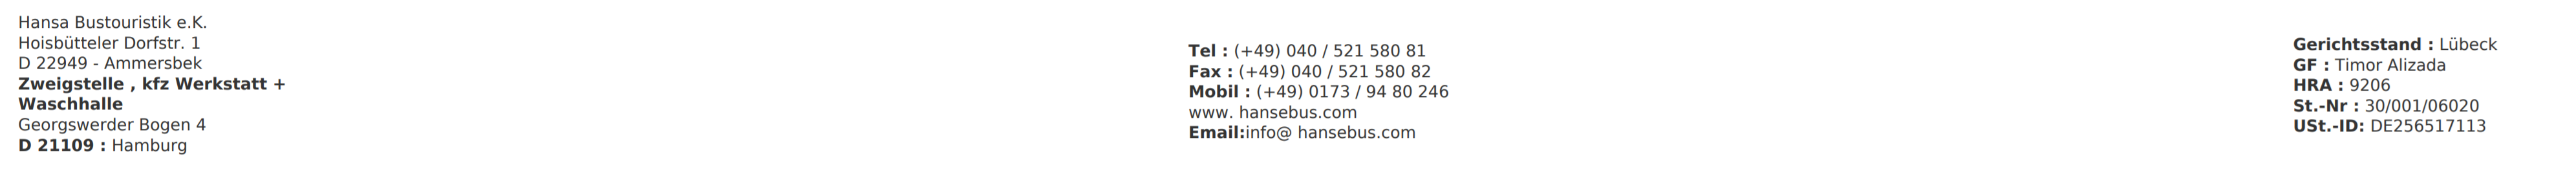 Hansa Bustouristik e.K.
Hoisbütteler Dorfstr. 1
D 22949 - Ammersbek
Zweigstelle , kfz Werkstatt +
Waschhalle
Georgswerder Bogen 4
D 21109 : Hamburg
Tel : (+49) 040 / 521 580 81
Fax : (+49) 040 / 521 580 82
Mobil : (+49) 0173 / 94 80 246
www. hansebus.com
Email:info@ hansebus.com
Gerichtsstand : Lübeck
GF : Timor Alizada
HRA : 9206
St.-Nr : 30/001/06020
USt.-ID: DE256517113